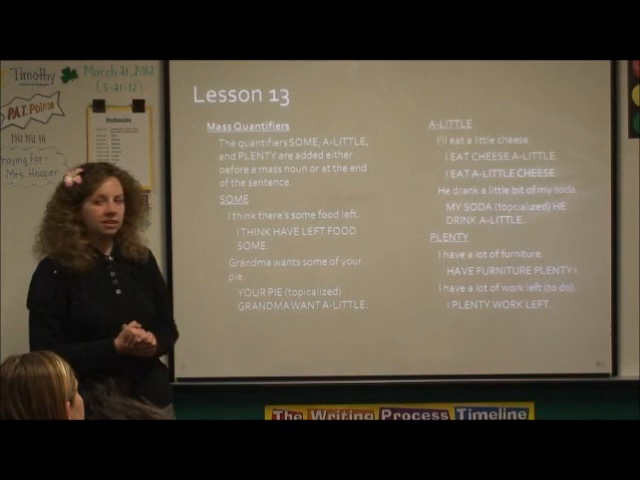 Timothy
March 21, 2012
(3-21-12)
P.A.T. Points
Praying for:
Mrs. Hooper
Lesson 13
Mass Quantifiers
The quantifiers SOME, A-LITTLE,
and PLENTY are added either
before a mass noun or at the end
of the sentence.
SOME
I think there's some food left.
I THINK HAVE LEFT FOOD
SOME.
Grandma wants some of your
pie.
YOUR PIE (topicalized)
GRANDMA WANT A-LITTLE.
A-LITTLE
I'll eat a little cheese.
I EAT CHEESE A-LITTLE.
I EAT A-LITTLE CHEESE.
He drank a little bit of my soda.
MY SODA (topicalized) HE
DRINK A-LITTLE.
PLENTY
I have a lot of furniture.
HAVE FURNITURE PLENTY I
I have a lot of work left (to do).
I PLENTY WORK LEFT.
The Writing Process Timeline